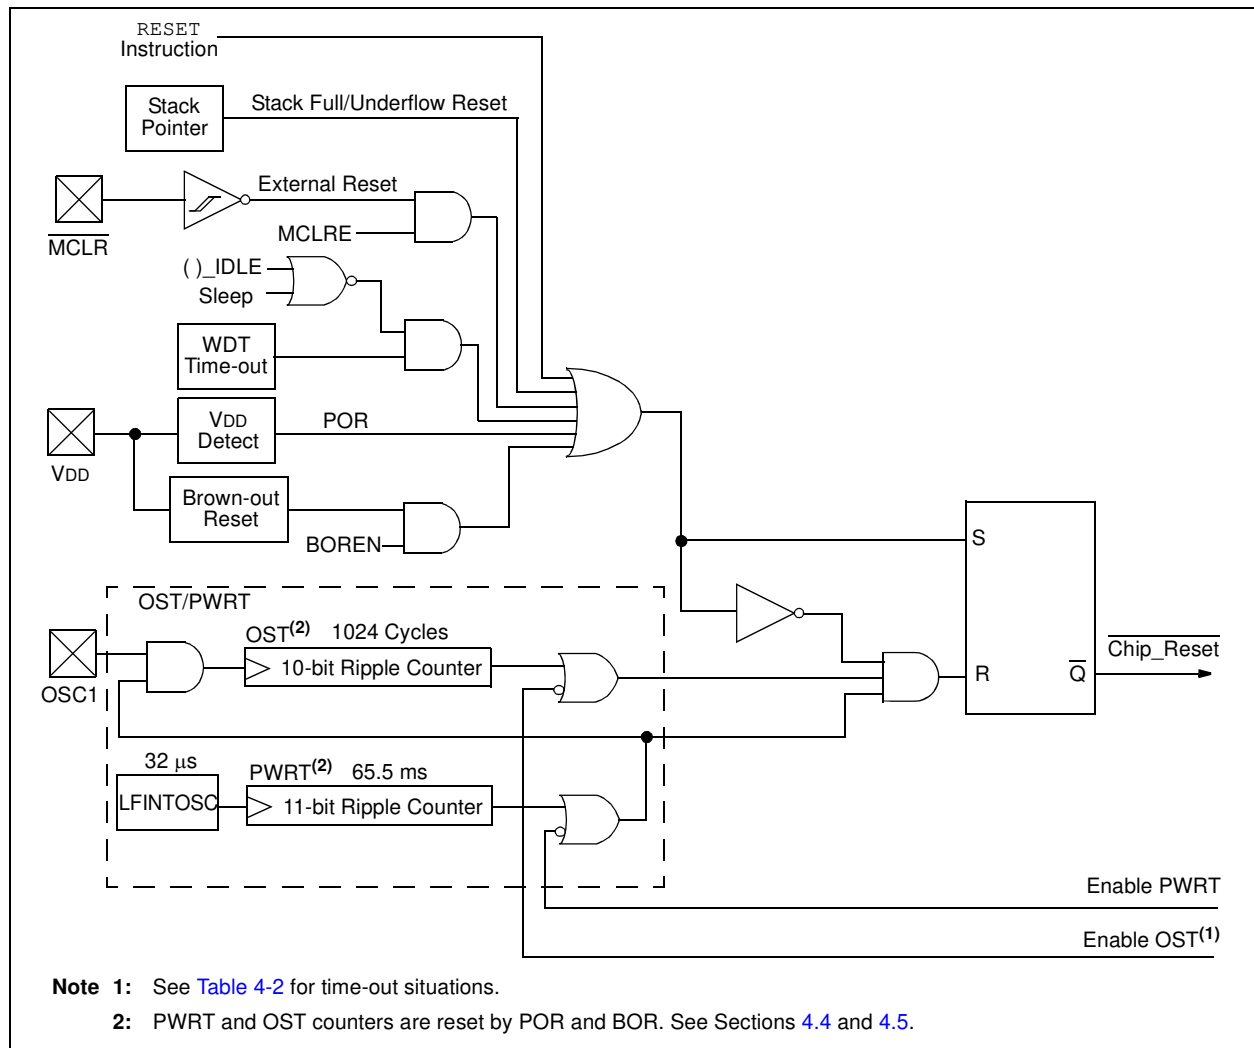 RESET
Instruction
Stack
Pointer
Stack Full/Underflow Reset
External Reset
MCLR
MCLRE
( )_IDLE
Sleep
WDT
Time-out
VDD
Detect
POR
VDD
Brown-out
Reset
BOREN
S
OST/PWRT
OST(2) 1024 Cycles
10-bit Ripple Counter
OSC1
R
Q
Chip_Reset
32 μs
LFINTOSC
PWRT(2) 65.5 ms
11-bit Ripple Counter
Enable PWRT
Enable OST(1)
Note 1: See Table 4-2 for time-out situations.
2: PWRT and OST counters are reset by POR and BOR. See Sections 4.4 and 4.5.